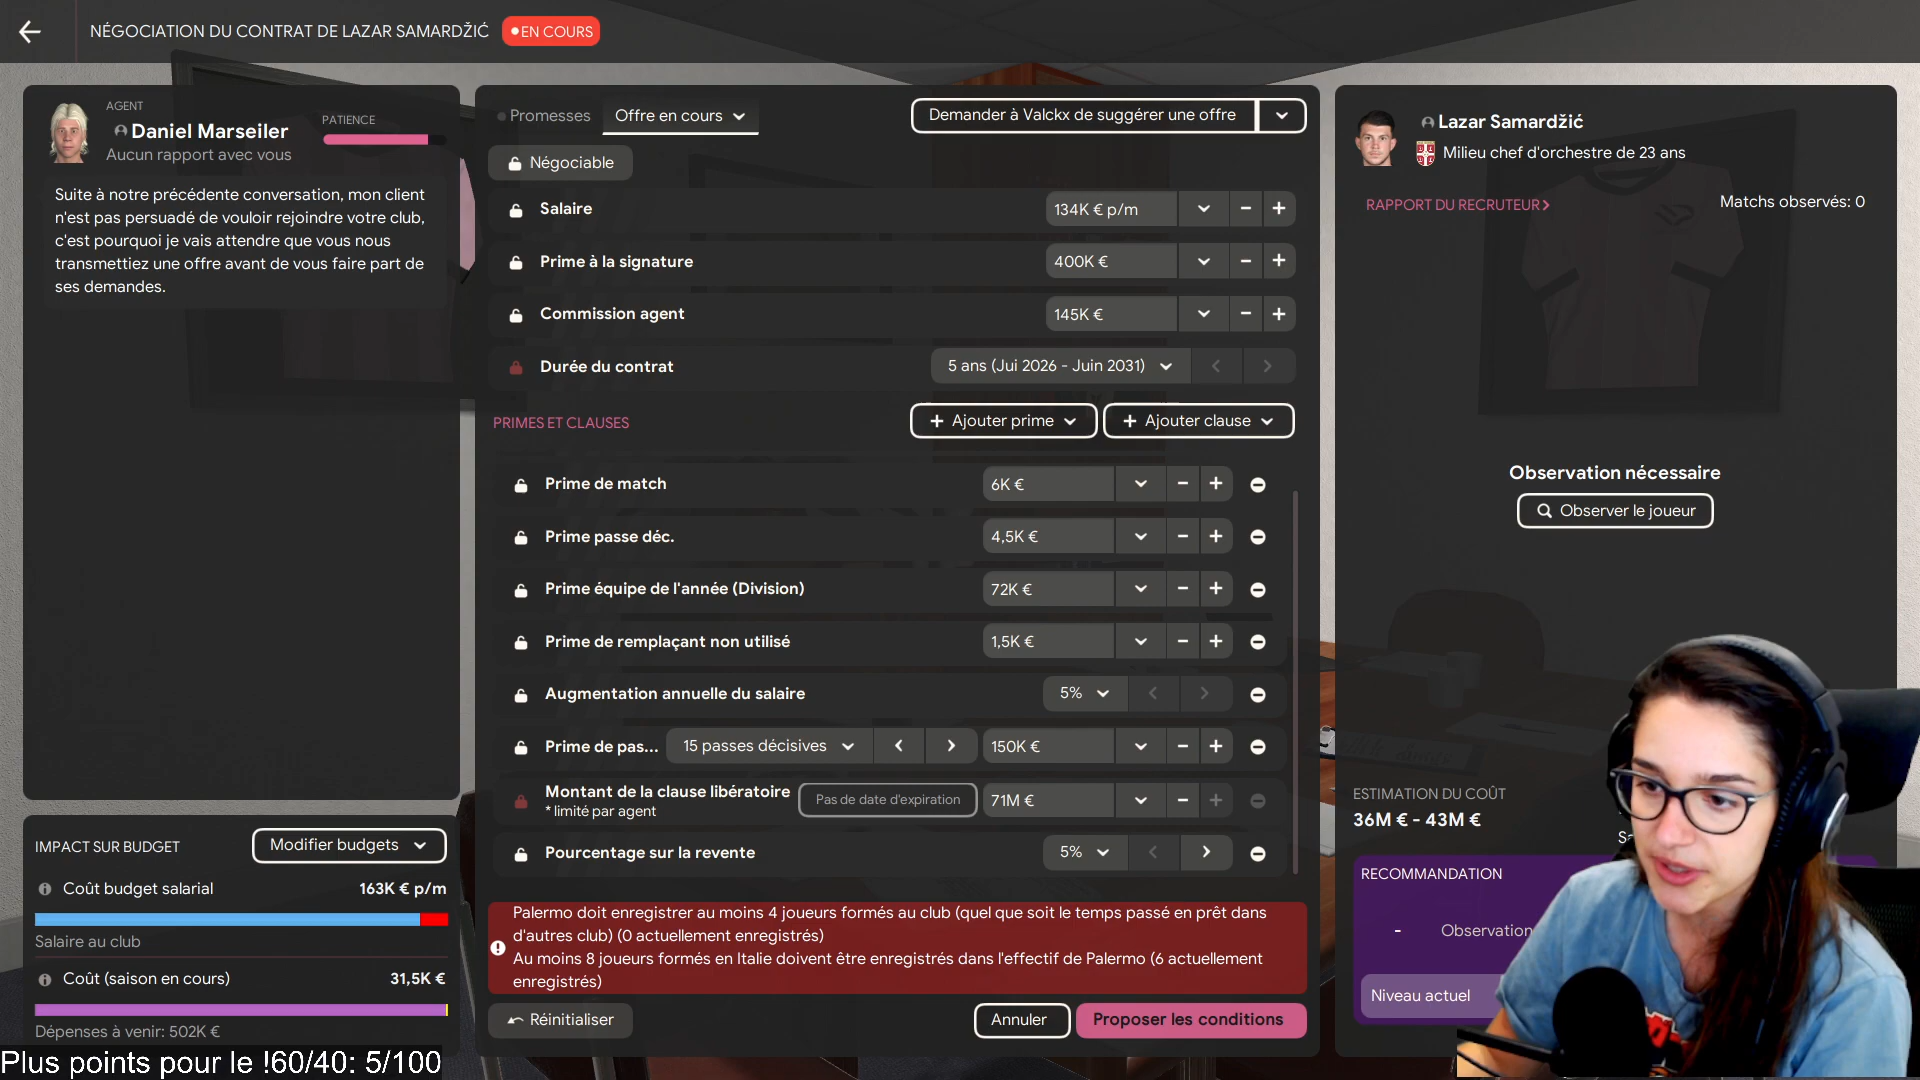 NÉGOCIATION DU CONTRAT DE LAZAR SAMARDŽIĆ
EN COURS
AGENT
Daniel Marseiler
Aucun rapport avec vous
PATIENCE
Suite à notre précédente conversation, mon client
n'est pas persuadé de vouloir rejoindre votre club,
c'est pourquoi je vais attendre que vous nous
transmettiez une offre avant de vous faire part de
ses demandes.
IMPACT SUR BUDGET
Modifier budgets
Coût budget salarial
163K € p/m
Salaire au club
Coût (saison en cours)
31,5K €
Dépenses à venir: 502K €
Plus points pour le !60/40: 5/100
Promesses
Offre en cours
Demander à Valckx de suggérer une offre
Négociable
Salaire
134K € p/m
Prime à la signature
400K €
Commission agent
145K €
Durée du contrat
5 ans (Jui 2026 - Juin 2031)
PRIMES ET CLAUSES
+ Ajouter prime
+ Ajouter clause
Prime de match
6K €
Prime passe déc.
4,5K €
Prime équipe de l'année (Division)
72K €
Prime de remplaçant non utilisé
1,5K €
Augmentation annuelle du salaire
5%
Prime de pas...
15 passes décisives
150K €
Montant de la clause libératoire
* limité par agent
Pas de date d'expiration
71M €
Pourcentage sur la revente
5%
Palermo doit enregistrer au moins 4 joueurs formés au club (quel que soit le temps passé en prêt dans
d'autres club) (0 actuellement enregistrés)
Au moins 8 joueurs formés en Italie doivent être enregistrés dans l'effectif de Palermo (6 actuellement
enregistrés)
Réinitialiser
Annuler
Proposer les conditions
Lazar Samardžić
Milieu chef d'orchestre de 23 ans
RAPPORT DU RECRUTEUR
Matchs observés: 0
Observation nécessaire
Observer le joueur
ESTIMATION DU COÛT
36M € - 43M €
RECOMMANDATION
-
Observation
Niveau actuel